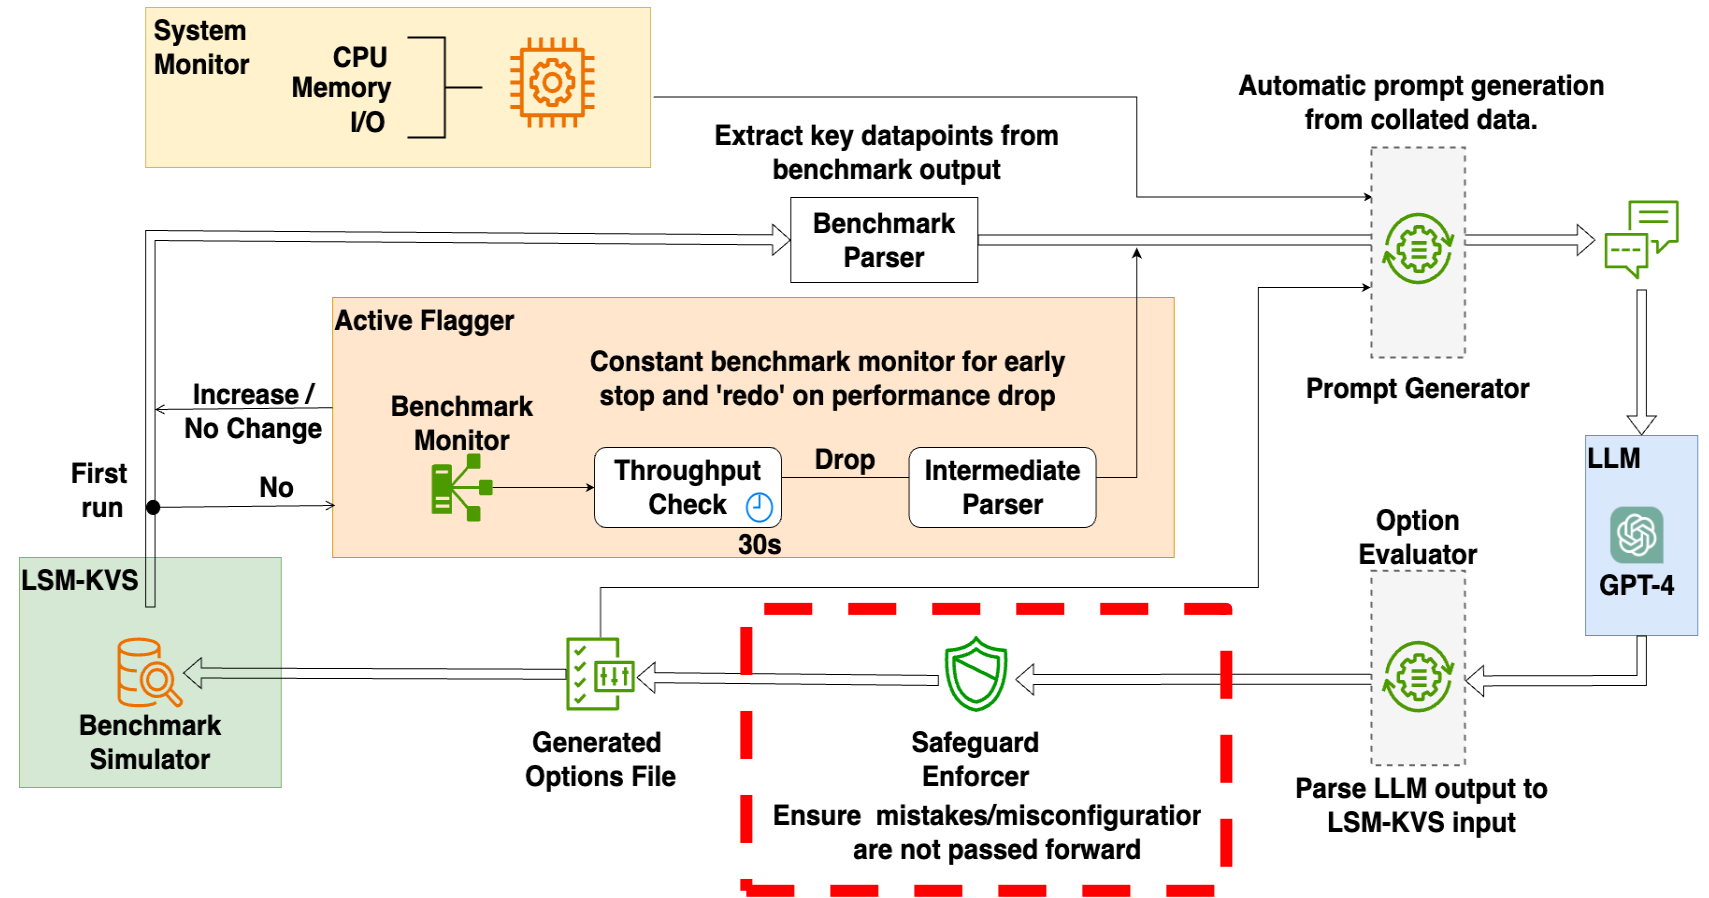 System
Monitor
CPU
Memory
I/O
Extract key datapoints from
benchmark output
Automatic prompt generation
from collated data.
Benchmark
Parser
Prompt Generator
Active Flagger
Constant benchmark monitor for early
stop and 'redo' on performance drop
Increase /
No Change
Benchmark
Monitor
Throughput
Check
30s
Drop
Intermediate
Parser
First
run
No
LLM
GPT-4
Option
Evaluator
Parse LLM output to
LSM-KVS input
LSM-KVS
Benchmark
Simulator
Generated
Options File
Safeguard
Enforcer
Ensure mistakes/misconfiguration
are not passed forward